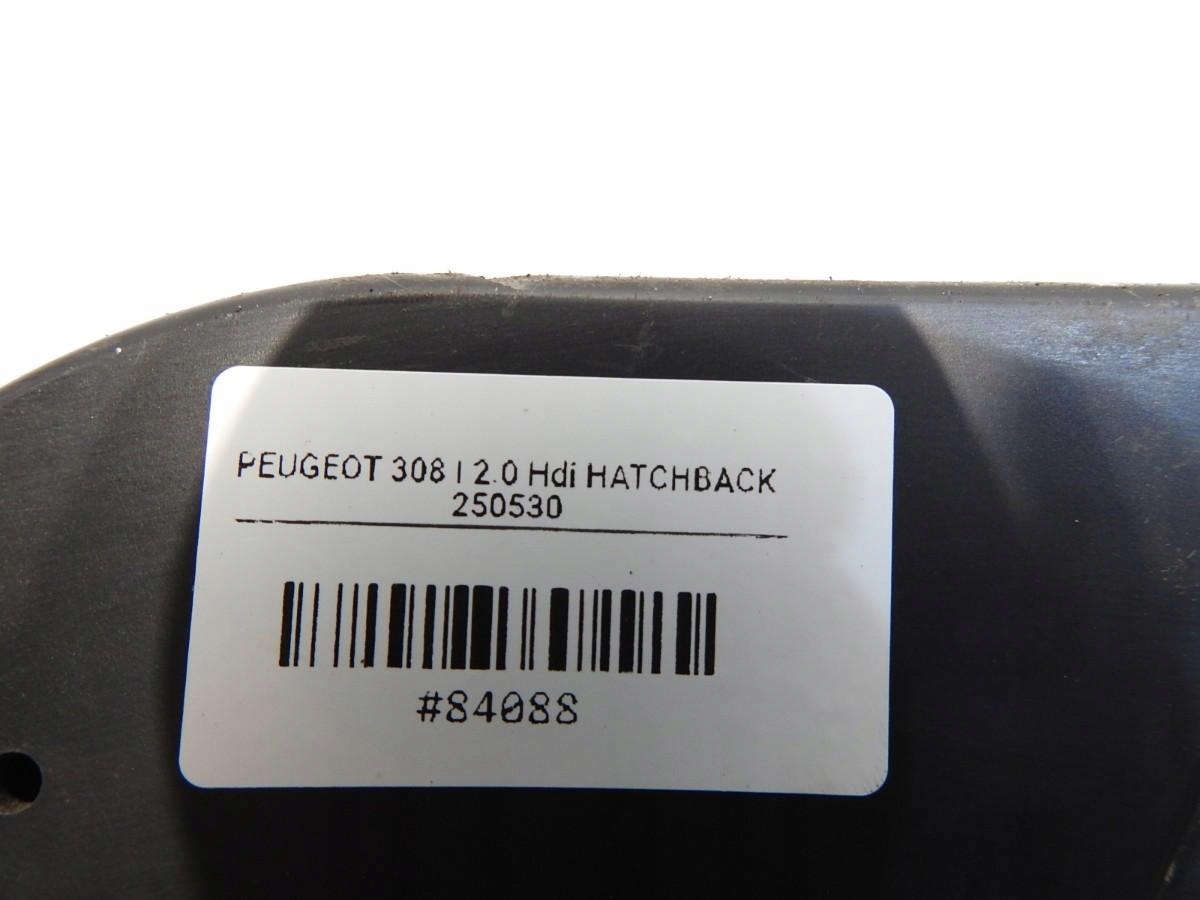 PEUGEOT 308 I 2.0 Hdi HATCHBACK
250530
#84088